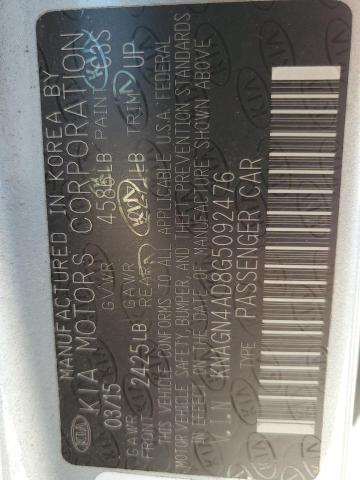 MANUFACTURED IN KOREA BY
KIA KIA MOTORS CORPORATION
03/15 GVWR 4586LB PAINT
GAWR FRONT 2425LB GAWR REAR LB TRIM UP
THIS VEHICLE CONFORMS TO ALL APPLICABLE U.S.A. FEDERAL
MOTOR VEHICLE SAFETY, BUMPER, AND THEFT PREVENTION STANDARDS
IN EFFECT ON THE DATE OF MANUFACTURE SHOWN ABOVE.
V.I.N : KNAGN4AD8G5092476
TYPE : PASSENGER CAR